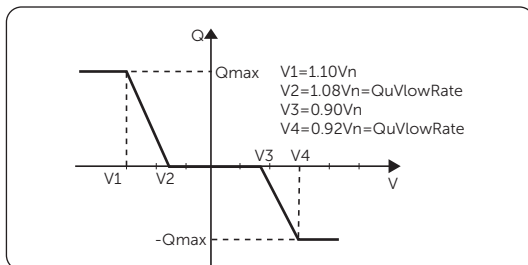 Q
Qmax
V1=1.10Vn
V2=1.08Vn=QuVlowRate
V3=0.90Vn
V4=0.92Vn=QuVlowRate
V1 V2 V3 V4
V
-Qmax